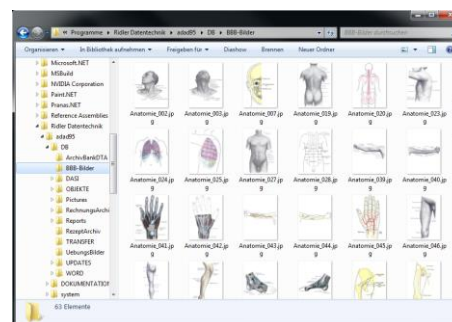 « Programme ▸ Ridler Datentechnik ▸ adad95 ▸ DB ▸ BBB-Bilder
BBB-Bilder durchsuchen
Organisieren In Bibliothek aufnehmen Freigeben für Diashow Brennen Neuer Ordner
Microsoft.NET
MSBuild
NVIDIA Corporation
Paint.NET
Pranas.NET
Reference Assemblies
Ridler Datentechnik
adad95
DB
ArchivBankDTA
BBB-Bilder
DASI
OBJEKTE
Pictures
RechnungsArchi
Reports
RezeptArchiv
TRANSFER
UebungsBilder
UPDATES
WORD
DOKUMENTATION
system
Anatomie_002.jp
g
Anatomie_003.jp
g
Anatomie_007.jp
g
Anatomie_019.jp
g
Anatomie_020.jp
g
Anatomie_023.jp
g
Anatomie_024.jp
g
Anatomie_025.jp
g
Anatomie_027.jp
g
Anatomie_028.jp
g
Anatomie_039.jp
g
Anatomie_040.jp
g
Anatomie_041.jp
g
Anatomie_042.jp
g
Anatomie_043.jp
g
Anatomie_044.jp
g
Anatomie_045.jp
g
Anatomie_046.jp
g
63 Elemente